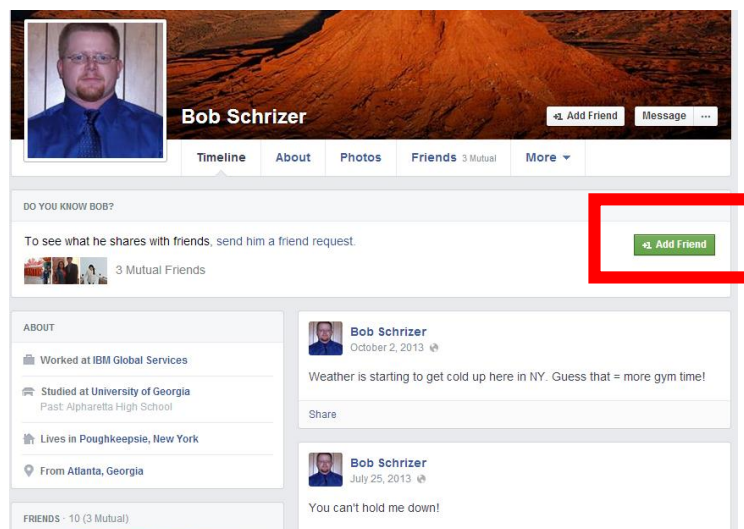 Bob Schrizer
+1 Add Friend
Message
...
Timeline
About
Photos
Friends 3 Mutual
More
DO YOU KNOW BOB?
To see what he shares with friends, send him a friend request.
+1 Add Friend
3 Mutual Friends
ABOUT
Worked at IBM Global Services
Studied at University of Georgia
Past: Alpharetta High School
Lives in Poughkeepsie, New York
From Atlanta, Georgia
FRIENDS · 10 (3 Mutual)
Bob Schrizer
October 2, 2013
Weather is starting to get cold up here in NY. Guess that = more gym time!
Share
Bob Schrizer
July 25, 2013
You can't hold me down!